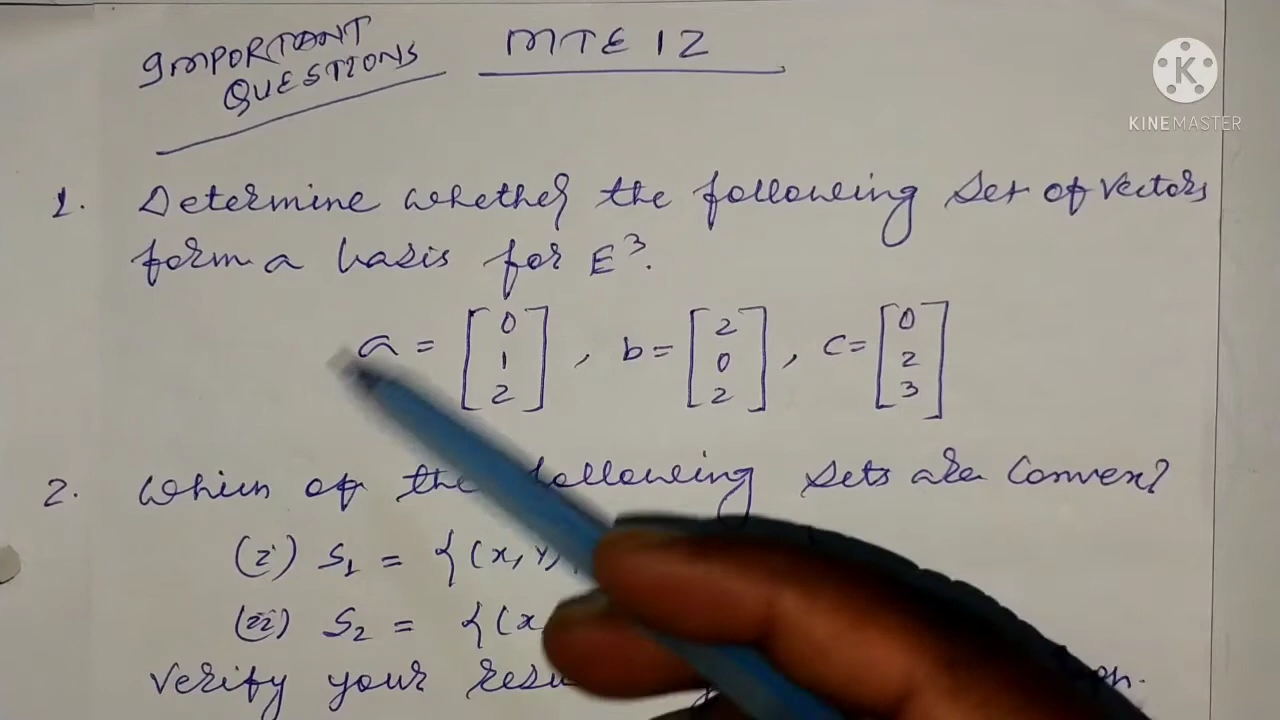 IMPORTANT
QUESTIONS
MTE 12
KINEMASTER
1. Determine whether the following set of vectors
form a basis for E³.
a = [0 1 2], b = [2 0 2], c = [0 2 3]
2. Which of the following sets are convex?
(i) S₁ = {(x, y)
(ii) S₂ = {(x
Verify your